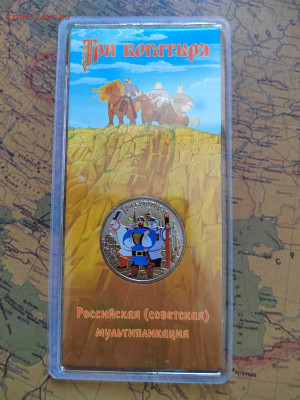 Три богатыря
Российская (советская)
мультипликация